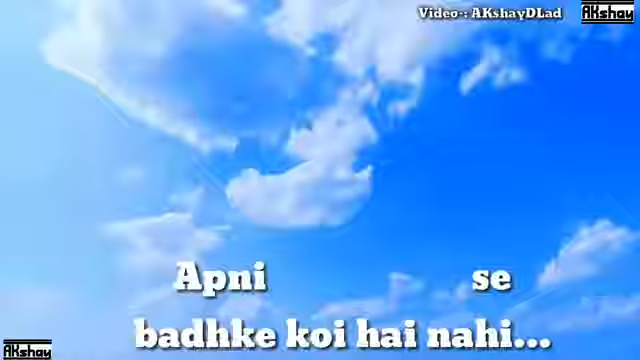 Video-: AKshayDLad
AKshay
Apni se
badhke koi hai nahi...
AKshay